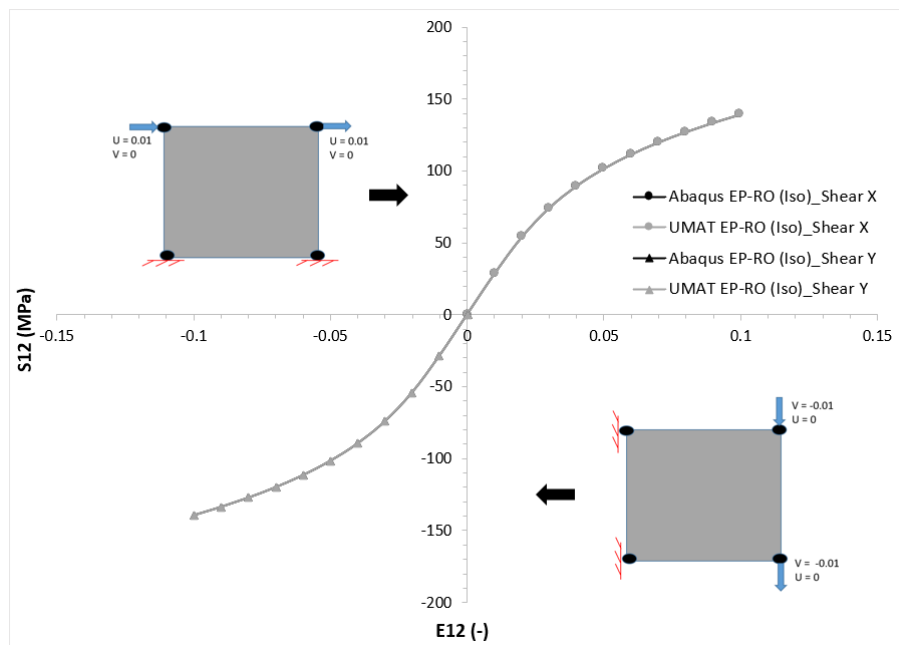 200
150
100
50
0
-50
-100
-150
-200
-0.15
-0.1
-0.05
0
0.05
0.1
0.15
S12 (MPa)
E12 (-)
U = 0.01
V = 0
U = 0.01
V = 0
Abaqus EP-RO (Iso)_Shear X
UMAT EP-RO (Iso)_Shear X
Abaqus EP-RO (Iso)_Shear Y
UMAT EP-RO (Iso)_Shear Y
V = -0.01
U = 0
V = -0.01
U = 0